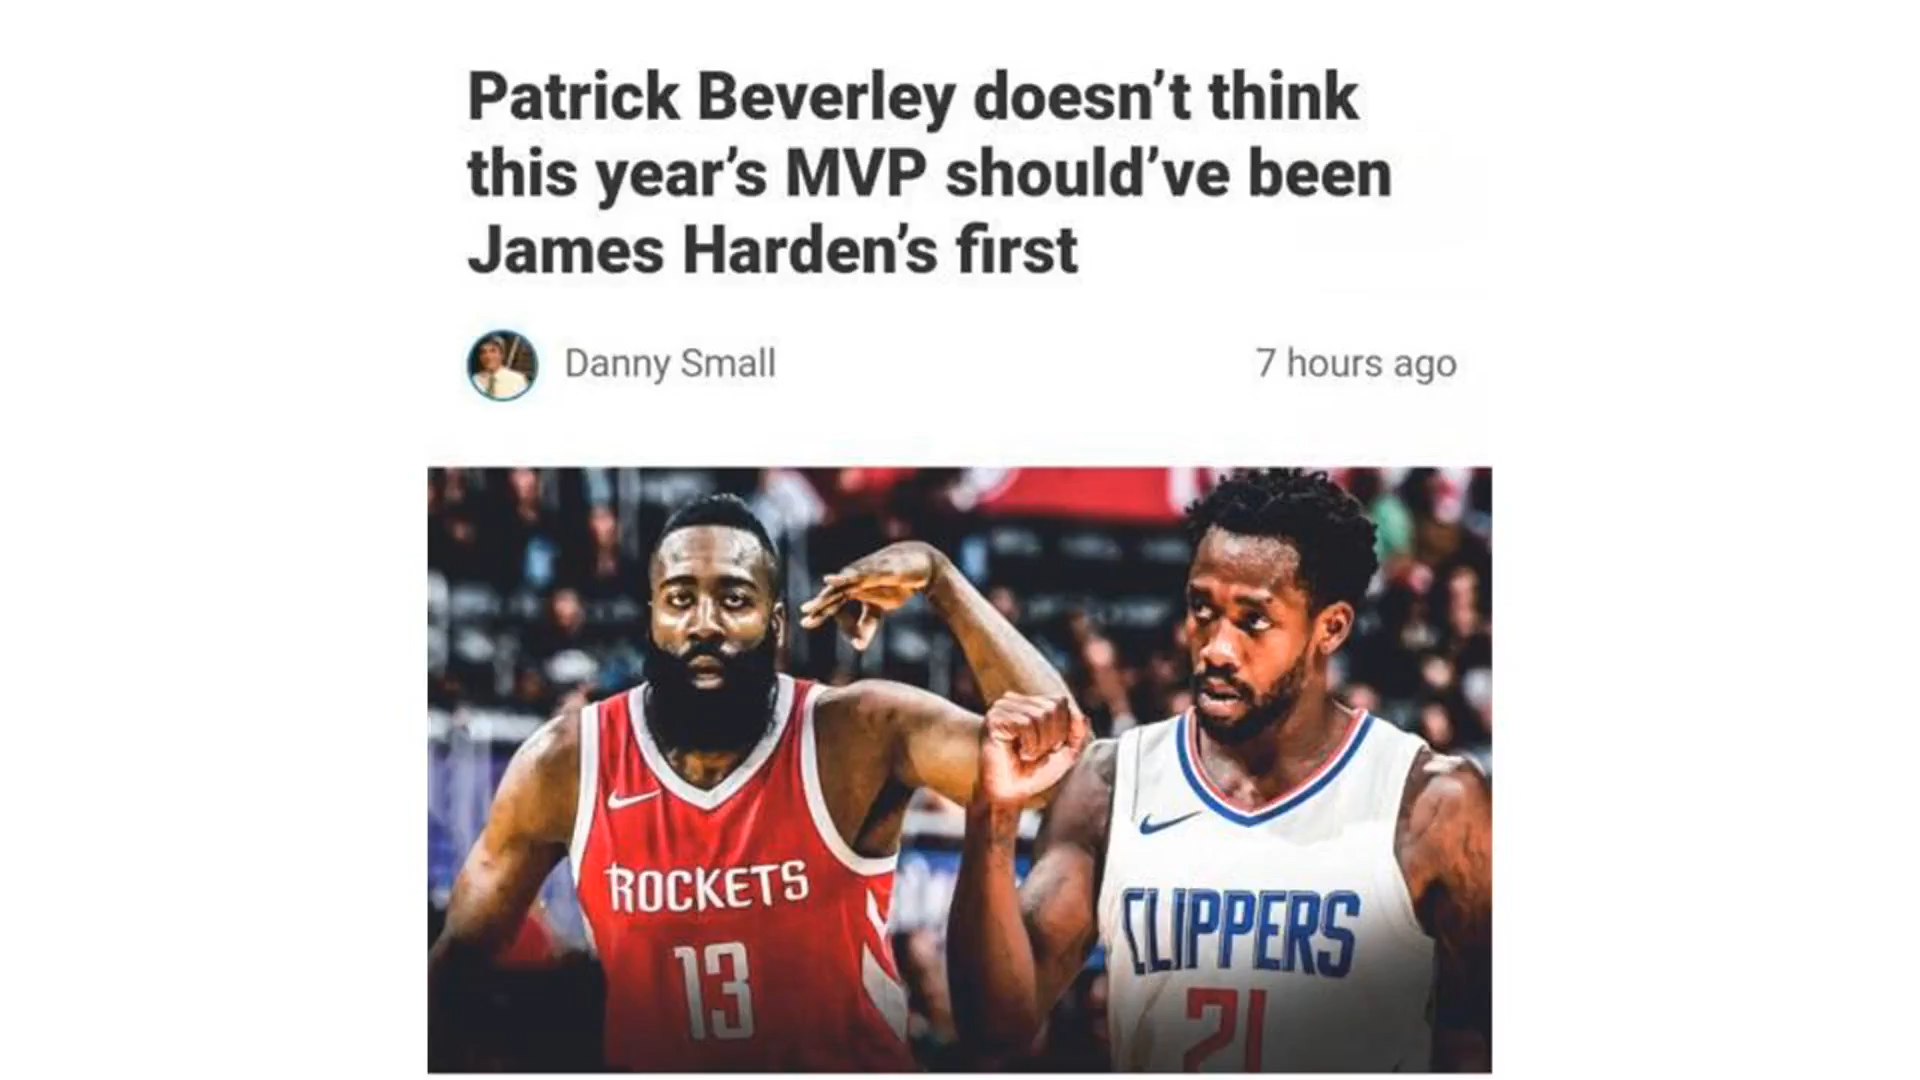 Patrick Beverley doesn’t think
this year’s MVP should’ve been
James Harden’s first
Danny Small
7 hours ago
ROCKETS
13
CLIPPERS
21